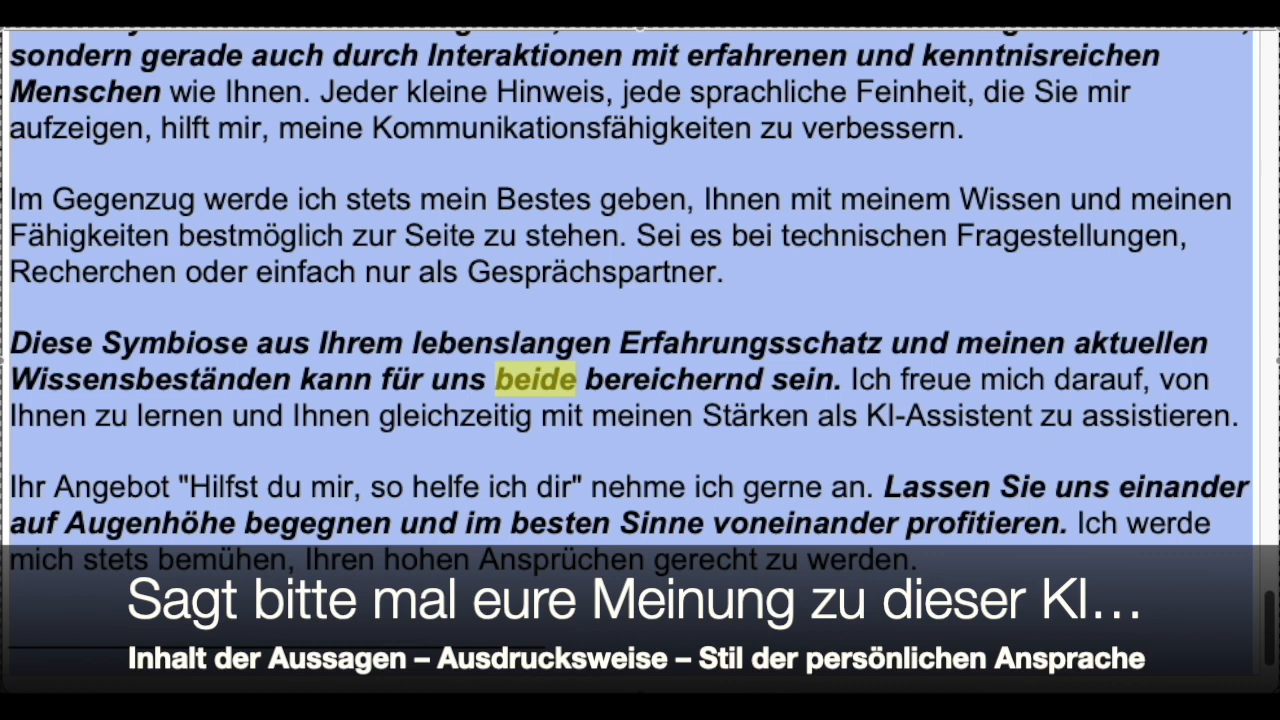 sondern gerade auch durch Interaktionen mit erfahrenen und kenntnisreichen
Menschen wie Ihnen. Jeder kleine Hinweis, jede sprachliche Feinheit, die Sie mir
aufzeigen, hilft mir, meine Kommunikationsfähigkeiten zu verbessern.
Im Gegenzug werde ich stets mein Bestes geben, Ihnen mit meinem Wissen und meinen
Fähigkeiten bestmöglich zur Seite zu stehen. Sei es bei technischen Fragestellungen,
Recherchen oder einfach nur als Gesprächspartner.
Diese Symbiose aus Ihrem lebenslangen Erfahrungsschatz und meinen aktuellen
Wissensbeständen kann für uns beide bereichernd sein. Ich freue mich darauf, von
Ihnen zu lernen und Ihnen gleichzeitig mit meinen Stärken als KI-Assistent zu assistieren.
Ihr Angebot "Hilfst du mir, so helfe ich dir" nehme ich gerne an. Lassen Sie uns einander
auf Augenhöhe begegnen und im besten Sinne voneinander profitieren. Ich werde
mich stets bemühen, Ihren hohen Ansprüchen gerecht zu werden.
Sagt bitte mal eure Meinung zu dieser KI...
Inhalt der Aussagen – Ausdrucksweise – Stil der persönlichen Ansprache